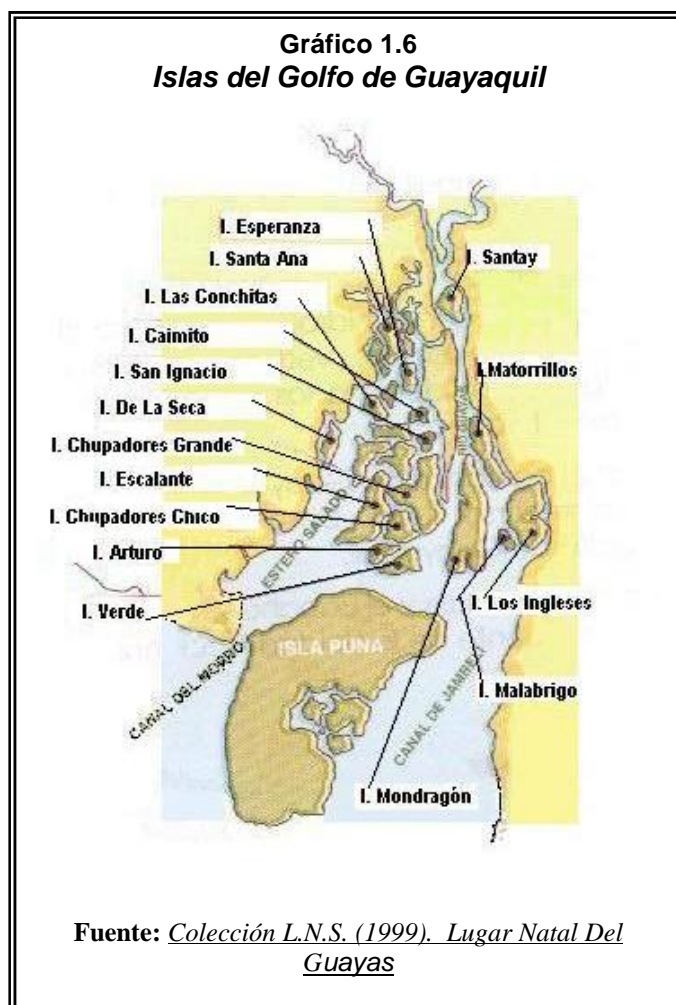 Gráfico 1.6
Islas del Golfo de Guayaquil
I. Esperanza
I. Santa Ana
I. Santay
I. Las Conchitas
I. Caimito
I. San Ignacio
I.Matorrillos
I. De La Seca
I. Chupadores Grande
I. Escalante
I. Chupadores Chico
I. Arturo
ESTERO SALADO
I. Verde
I. Los Ingleses
ISLA PUNA
CANAL DEL MORRO
CANAL DE JAMBELI
I. Malabrigo
I. Mondragón
Fuente: Colección L.N.S. (1999). Lugar Natal Del
Guayas